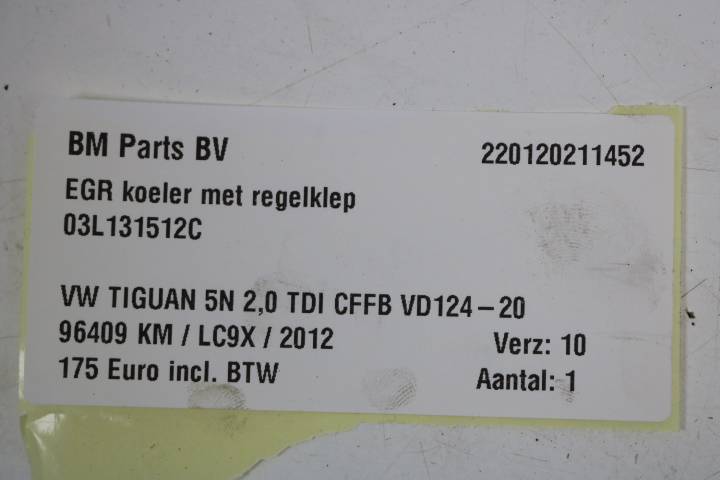 BM Parts BV 220120211452
EGR koeler met regelklep
03L131512C
VW TIGUAN 5N 2,0 TDI CFFB VD124-20
96409 KM / LC9X / 2012 Verz: 10
175 Euro incl. BTW Aantal: 1